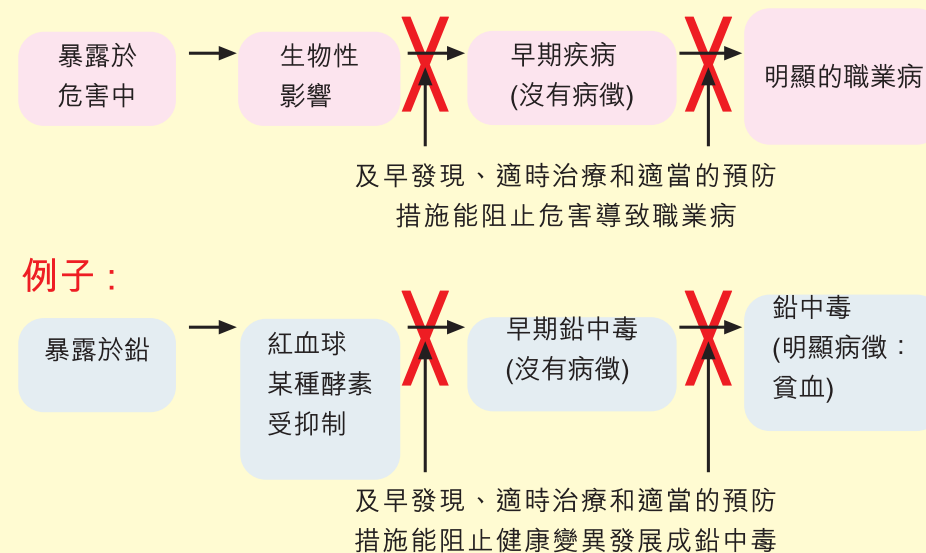 暴露於
危害中
生物性
影響
早期疾病
(沒有病徵)
明顯的職業病
及早發現、適時治療和適當的預防
措施能阻止危害導致職業病
例子：
暴露於鉛
紅血球
某種酵素
受抑制
早期鉛中毒
(沒有病徵)
鉛中毒
(明顯病徵：
貧血)
及早發現、適時治療和適當的預防
措施能阻止健康變異發展成鉛中毒